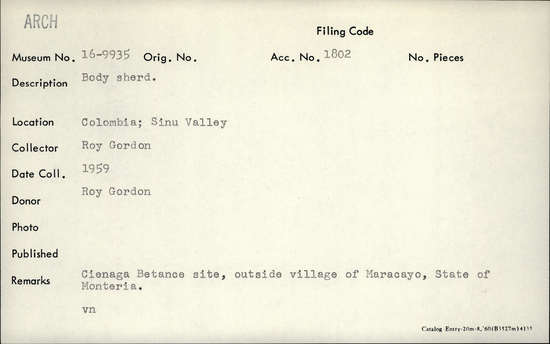 ARCH
Filing Code
Museum No. 16-9935 Orig. No. Acc. No. 1802 No. Pieces
Description Body sherd.
Location Colombia; Sinu Valley
Collector Roy Gordon
Date Coll. 1959
Donor Roy Gordon
Photo
Published
Remarks Cienaga Betance site, outside village of Maracayo, State of
Monteria.
vn
Catalog Entry-20m-8,'60(B3527m)4135